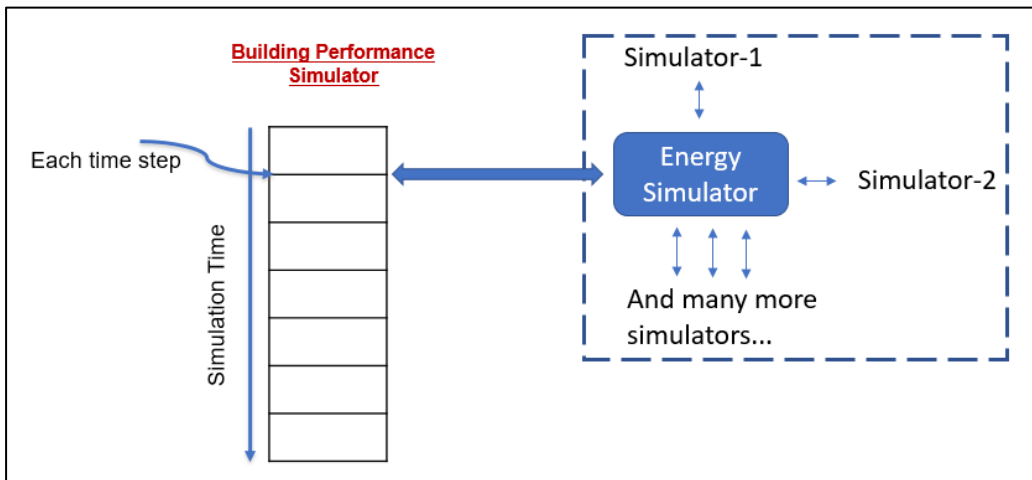 Building Performance
Simulator
Each time step
Simulation Time
Simulator-1
Energy
Simulator
Simulator-2
And many more
simulators...